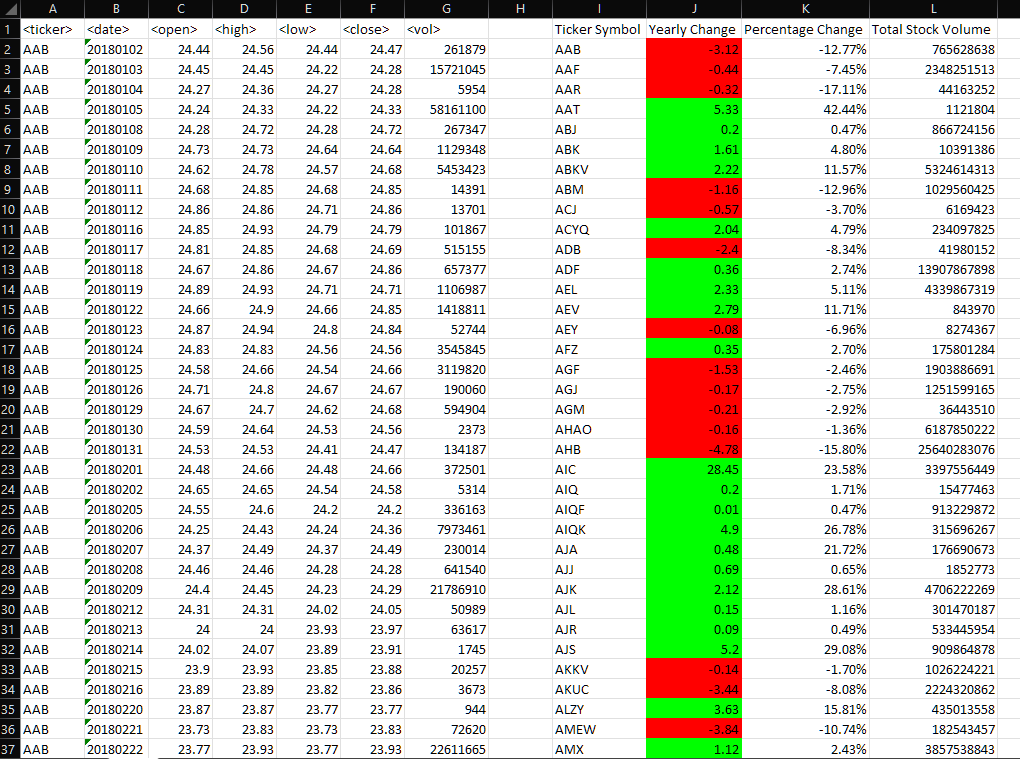 A B C D E F G H I J K L
1 <ticker> <date> <open> <high> <low> <close> <vol> Ticker Symbol Yearly Change Percentage Change Total Stock Volume
2 AAB 20180102 24.44 24.56 24.44 24.47 261879 AAB -3.12 -12.77% 765628638
3 AAB 20180103 24.45 24.45 24.22 24.28 15721045 AAF -0.44 -7.45% 2348251513
4 AAB 20180104 24.27 24.36 24.27 24.28 5954 AAR -0.32 -17.11% 44163252
5 AAB 20180105 24.24 24.33 24.22 24.33 58161100 AAT 5.33 42.44% 1121804
6 AAB 20180108 24.28 24.72 24.28 24.72 267347 ABJ 0.2 0.47% 866724156
7 AAB 20180109 24.73 24.73 24.64 24.64 1129348 ABK 1.61 4.80% 10391386
8 AAB 20180110 24.62 24.78 24.57 24.68 5453423 ABKV 2.22 11.57% 5324614313
9 AAB 20180111 24.68 24.85 24.68 24.85 14391 ABM -1.16 -12.96% 1029560425
10 AAB 20180112 24.86 24.86 24.71 24.86 13701 ACJ -0.57 -3.70% 6169423
11 AAB 20180116 24.85 24.93 24.79 24.79 101867 ACYQ 2.04 4.79% 234097825
12 AAB 20180117 24.81 24.85 24.68 24.69 515155 ADB -2.4 -8.34% 41980152
13 AAB 20180118 24.67 24.86 24.67 24.86 657377 ADF 0.36 2.74% 13907867898
14 AAB 20180119 24.89 24.93 24.71 24.71 1106987 AEL 2.33 5.11% 4339867319
15 AAB 20180122 24.66 24.9 24.66 24.85 1418811 AEV 2.79 11.71% 843970
16 AAB 20180123 24.87 24.94 24.8 24.84 52744 AEY -0.08 -6.96% 8274367
17 AAB 20180124 24.83 24.83 24.56 24.56 3545845 AFZ 0.35 2.70% 175801284
18 AAB 20180125 24.58 24.66 24.54 24.66 3119820 AGF -1.53 -2.46% 1903886691
19 AAB 20180126 24.71 24.8 24.67 24.67 190060 AGJ -0.17 -2.75% 1251599165
20 AAB 20180129 24.67 24.7 24.62 24.68 594904 AGM -0.21 -2.92% 36443510
21 AAB 20180130 24.59 24.64 24.53 24.56 2373 AHAO -0.16 -1.36% 6187850222
22 AAB 20180131 24.53 24.53 24.41 24.47 134187 AHB -4.78 -15.80% 25640283076
23 AAB 20180201 24.48 24.66 24.48 24.66 372501 AIC 28.45 23.58% 3397556449
24 AAB 20180202 24.65 24.65 24.54 24.58 5314 AIQ 0.2 1.71% 15477463
25 AAB 20180205 24.55 24.6 24.2 24.2 336163 AIQF 0.01 0.47% 913229872
26 AAB 20180206 24.25 24.43 24.24 24.36 7973461 AIQK 4.9 26.78% 315696267
27 AAB 20180207 24.37 24.49 24.37 24.49 230014 AJA 0.48 21.72% 176690673
28 AAB 20180208 24.46 24.46 24.28 24.28 641540 AJJ 0.69 0.65% 1852773
29 AAB 20180209 24.4 24.45 24.23 24.29 21786910 AJK 2.12 28.61% 4706222269
30 AAB 20180212 24.31 24.31 24.02 24.05 50989 AJL 0.15 1.16% 301470187
31 AAB 20180213 24 24 23.93 23.97 63617 AJR 0.09 0.49% 533445954
32 AAB 20180214 24.02 24.07 23.89 23.91 1745 AJS 5.2 29.08% 909864878
33 AAB 20180215 23.9 23.93 23.85 23.88 20257 AKKV -0.14 -1.70% 1026224221
34 AAB 20180216 23.89 23.89 23.82 23.86 3673 AKUC -3.44 -8.08% 2224320862
35 AAB 20180220 23.87 23.87 23.77 23.77 944 ALZY 3.63 15.81% 435013558
36 AAB 20180221 23.73 23.83 23.73 23.83 72620 AMEW -3.84 -10.74% 182543457
37 AAB 20180222 23.77 23.93 23.77 23.93 22611665 AMX 1.12 2.43% 3857538843